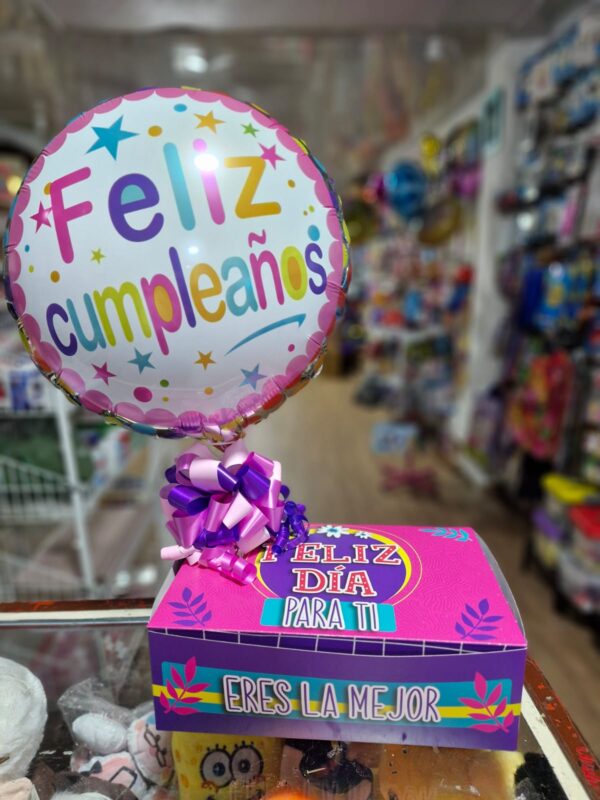 Feliz
cumpleaños
FELIZ
DÍA
PARA TI
ERES LA MEJOR